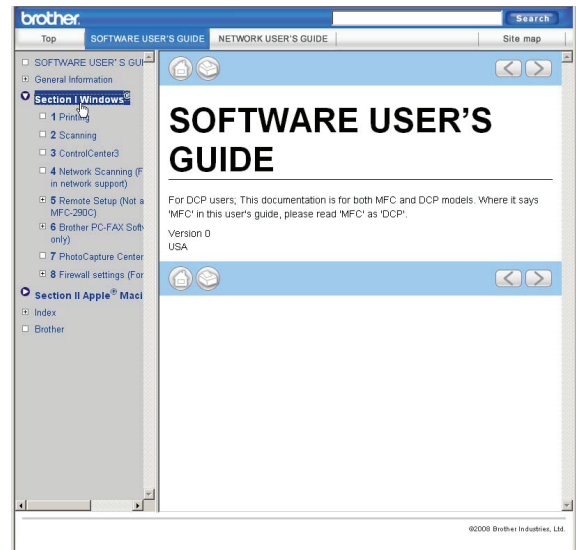 brother.
Search
Top
SOFTWARE USER'S GUIDE
NETWORK USER'S GUIDE
Site map
SOFTWARE USER' S GUI
General Information
Section I Windows®
1 Printing
2 Scanning
3 ControlCenter3
4 Network Scanning (F
in network support)
5 Remote Setup (Not a
MFC-290C)
6 Brother PC-FAX Soft
only)
7 PhotoCapture Center
8 Firewall settings (For
Section II Apple® Maci
Index
Brother
SOFTWARE USER'S
GUIDE
For DCP users; This documentation is for both MFC and DCP models. Where it says
'MFC' in this user's guide, please read 'MFC' as 'DCP'.
Version 0
USA
©2008 Brother Industries, Ltd.